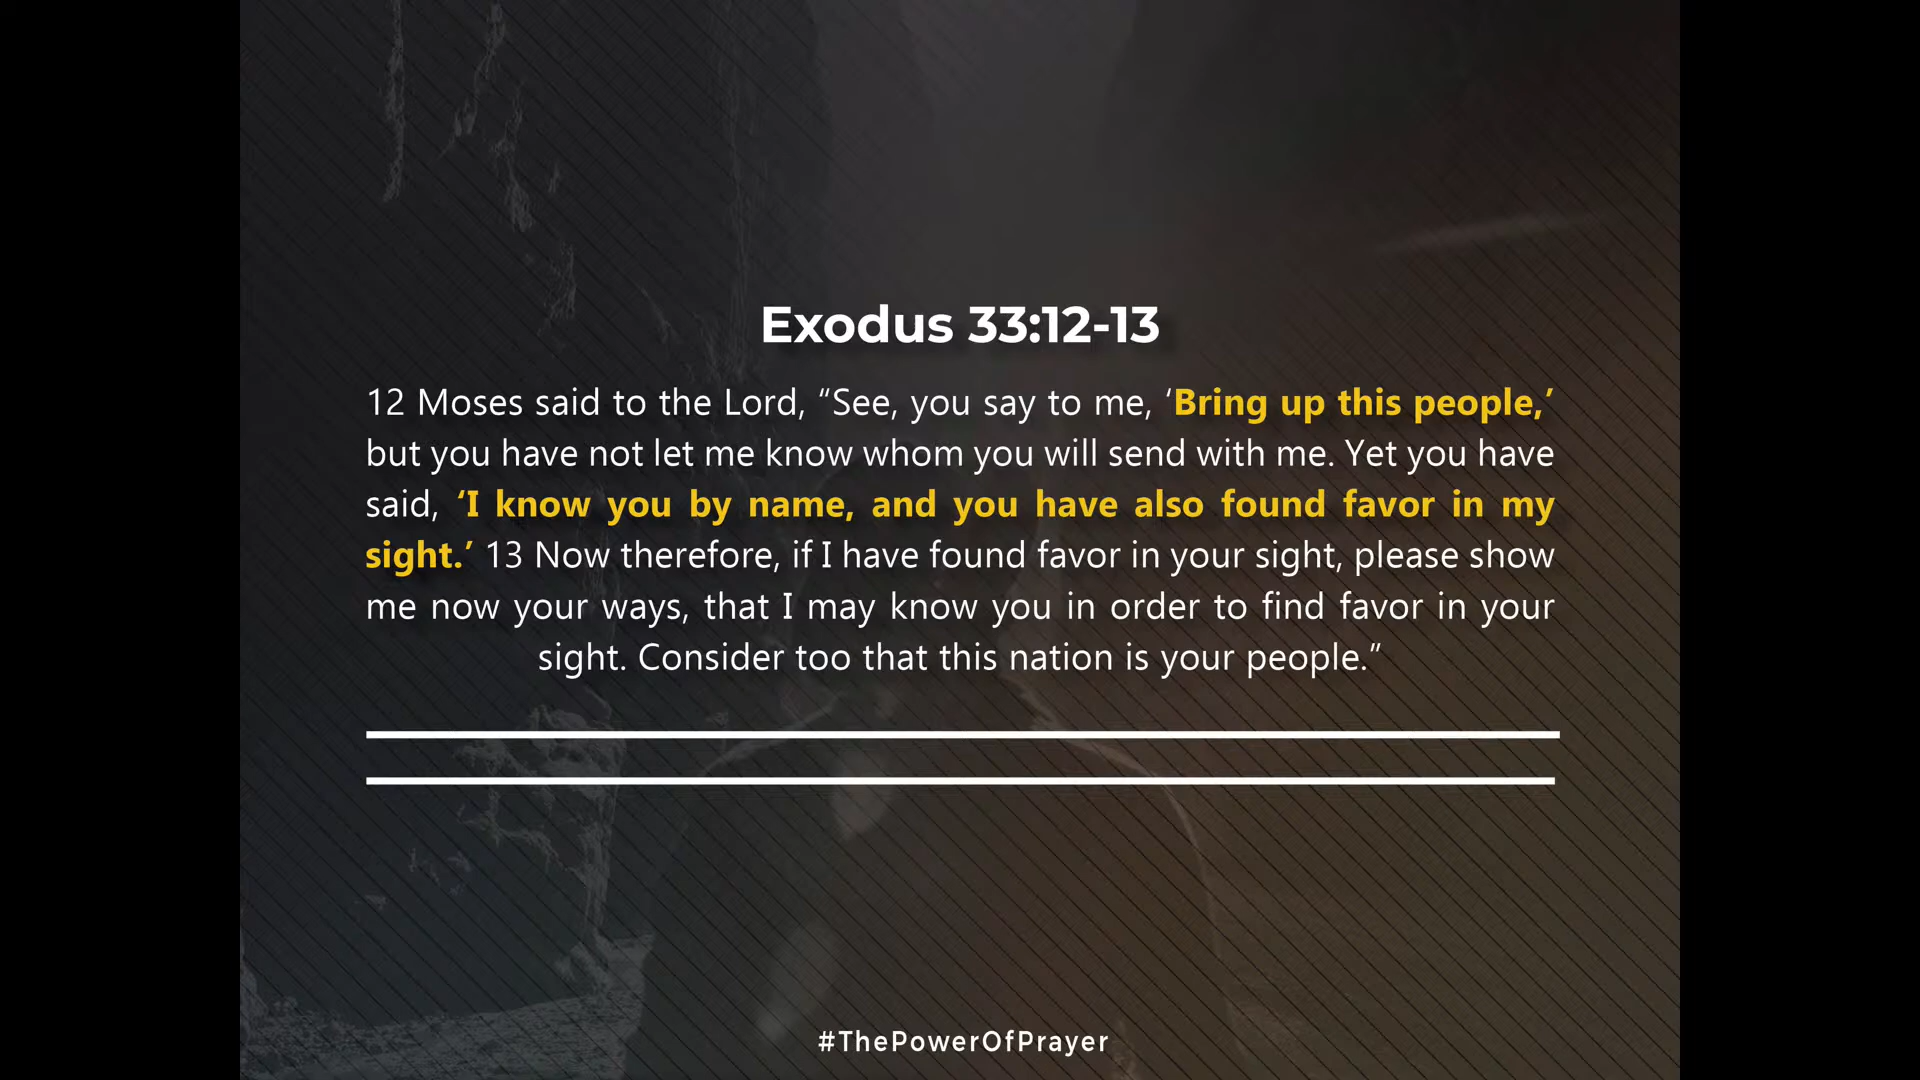 Exodus 33:12-13
12 Moses said to the Lord, “See, you say to me, ‘Bring up this people,’
but you have not let me know whom you will send with me. Yet you have
said, ‘I know you by name, and you have also found favor in my
sight.’ 13 Now therefore, if I have found favor in your sight, please show
me now your ways, that I may know you in order to find favor in your
sight. Consider too that this nation is your people.”
#ThePowerOfPrayer